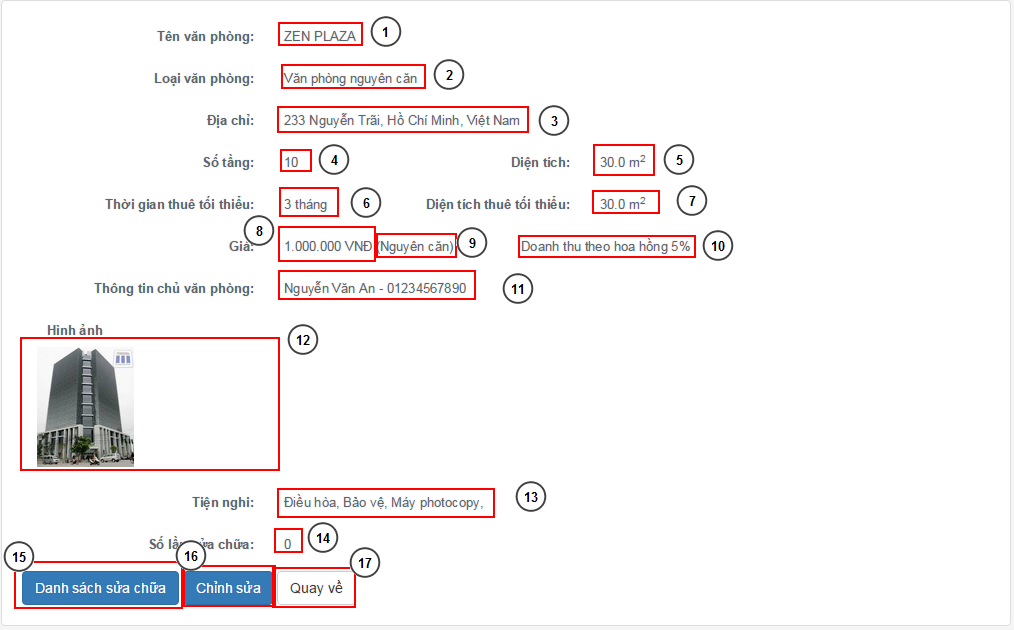 Tên văn phòng: ZEN PLAZA 1
Loại văn phòng: Văn phòng nguyên căn 2
Địa chỉ: 233 Nguyễn Trãi, Hồ Chí Minh, Việt Nam 3
Số tầng: 10 4 Diện tích: 30.0 m² 5
Thời gian thuê tối thiểu: 3 tháng 6 Diện tích thuê tối thiểu: 30.0 m² 7
8 Giá: 1.000.000 VNĐ (Nguyên căn) 9 Doanh thu theo hoa hồng 5% 10
Thông tin chủ văn phòng: Nguyễn Văn An - 01234567890 11
Hình ảnh 12
Tiện nghi: Điều hòa, Bảo vệ, Máy photocopy, 13
Số chữa: 0 14
15 Danh sách sửa chữa 16 Chỉnh sửa 17 Quay về